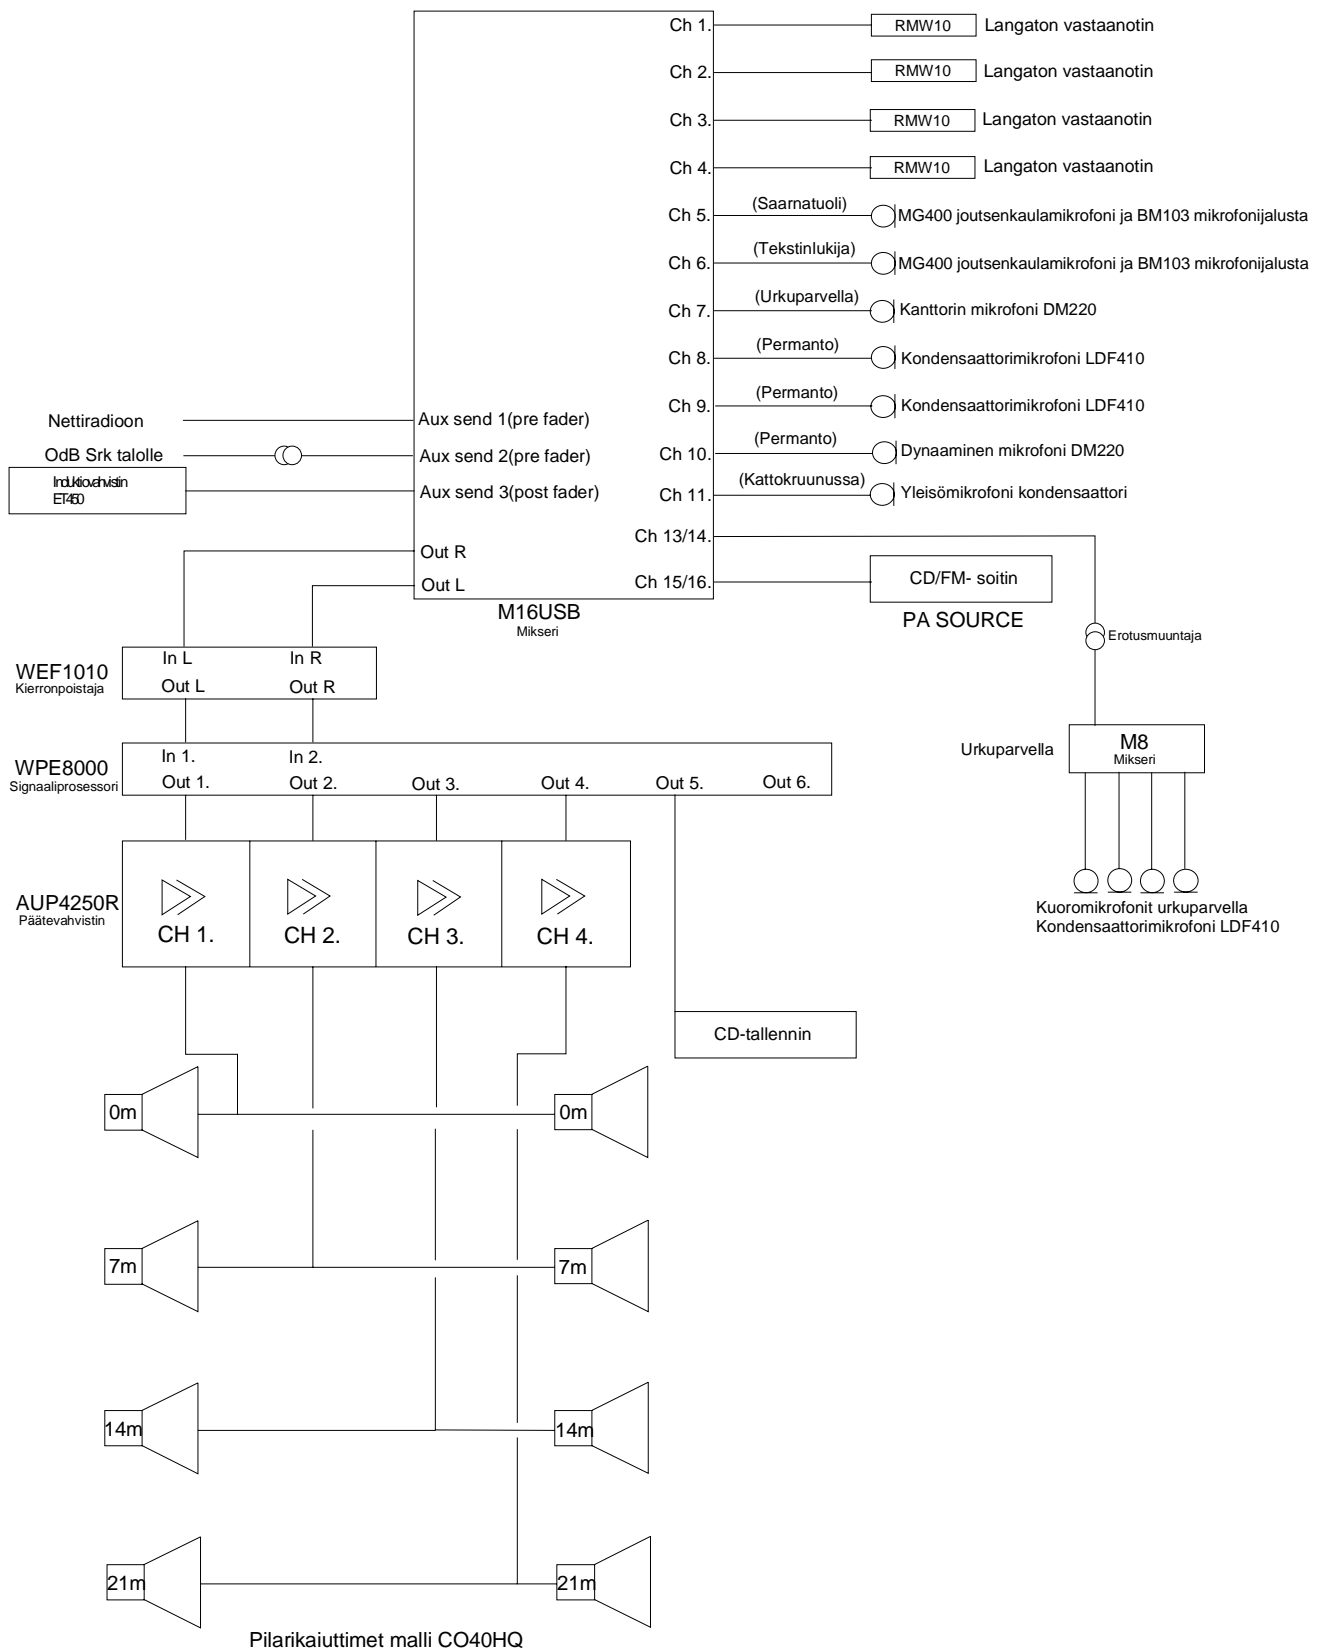 Ch 1.
RMW10
Langaton vastaanotin
Ch 2.
RMW10
Langaton vastaanotin
Ch 3.
RMW10
Langaton vastaanotin
Ch 4.
RMW10
Langaton vastaanotin
Ch 5.
(Saarnatuoli)
MG400 joutsenkaulamikrofoni ja BM103 mikrofonijalusta
Ch 6.
(Tekstinlukija)
MG400 joutsenkaulamikrofoni ja BM103 mikrofonijalusta
Ch 7.
(Urkuparvella)
Kanttorin mikrofoni DM220
Ch 8.
(Permanto)
Kondensaattorimikrofoni LDF410
Ch 9.
(Permanto)
Kondensaattorimikrofoni LDF410
Ch 10.
(Permanto)
Dynaaminen mikrofoni DM220
Ch 11.
(Kattokruunussa)
Yleisömikrofoni kondensaattori
Ch 13/14.
Ch 15/16.
CD/FM- soitin
PA SOURCE
Nettiradioon
Aux send 1(pre fader)
OdB Srk talolle
Aux send 2(pre fader)
Induktiovahvistin
ET450
Aux send 3(post fader)
Out R
Out L
M16USB
Mikseri
Erotusmuuntaja
WEF1010
Kierronpoistaja
In L
In R
Out L
Out R
WPE8000
Signaaliprosessori
In 1.
In 2.
Out 1.
Out 2.
Out 3.
Out 4.
Out 5.
Out 6.
Urkuparvella
M8
Mikseri
Kuoromikrofonit urkuparvella
Kondensaattorimikrofoni LDF410
AUP4250R
Päätevahvistin
CH 1.
CH 2.
CH 3.
CH 4.
CD-tallennin
0m
0m
7m
7m
14m
14m
21m
21m
Pilarikaiuttimet malli CO40HQ